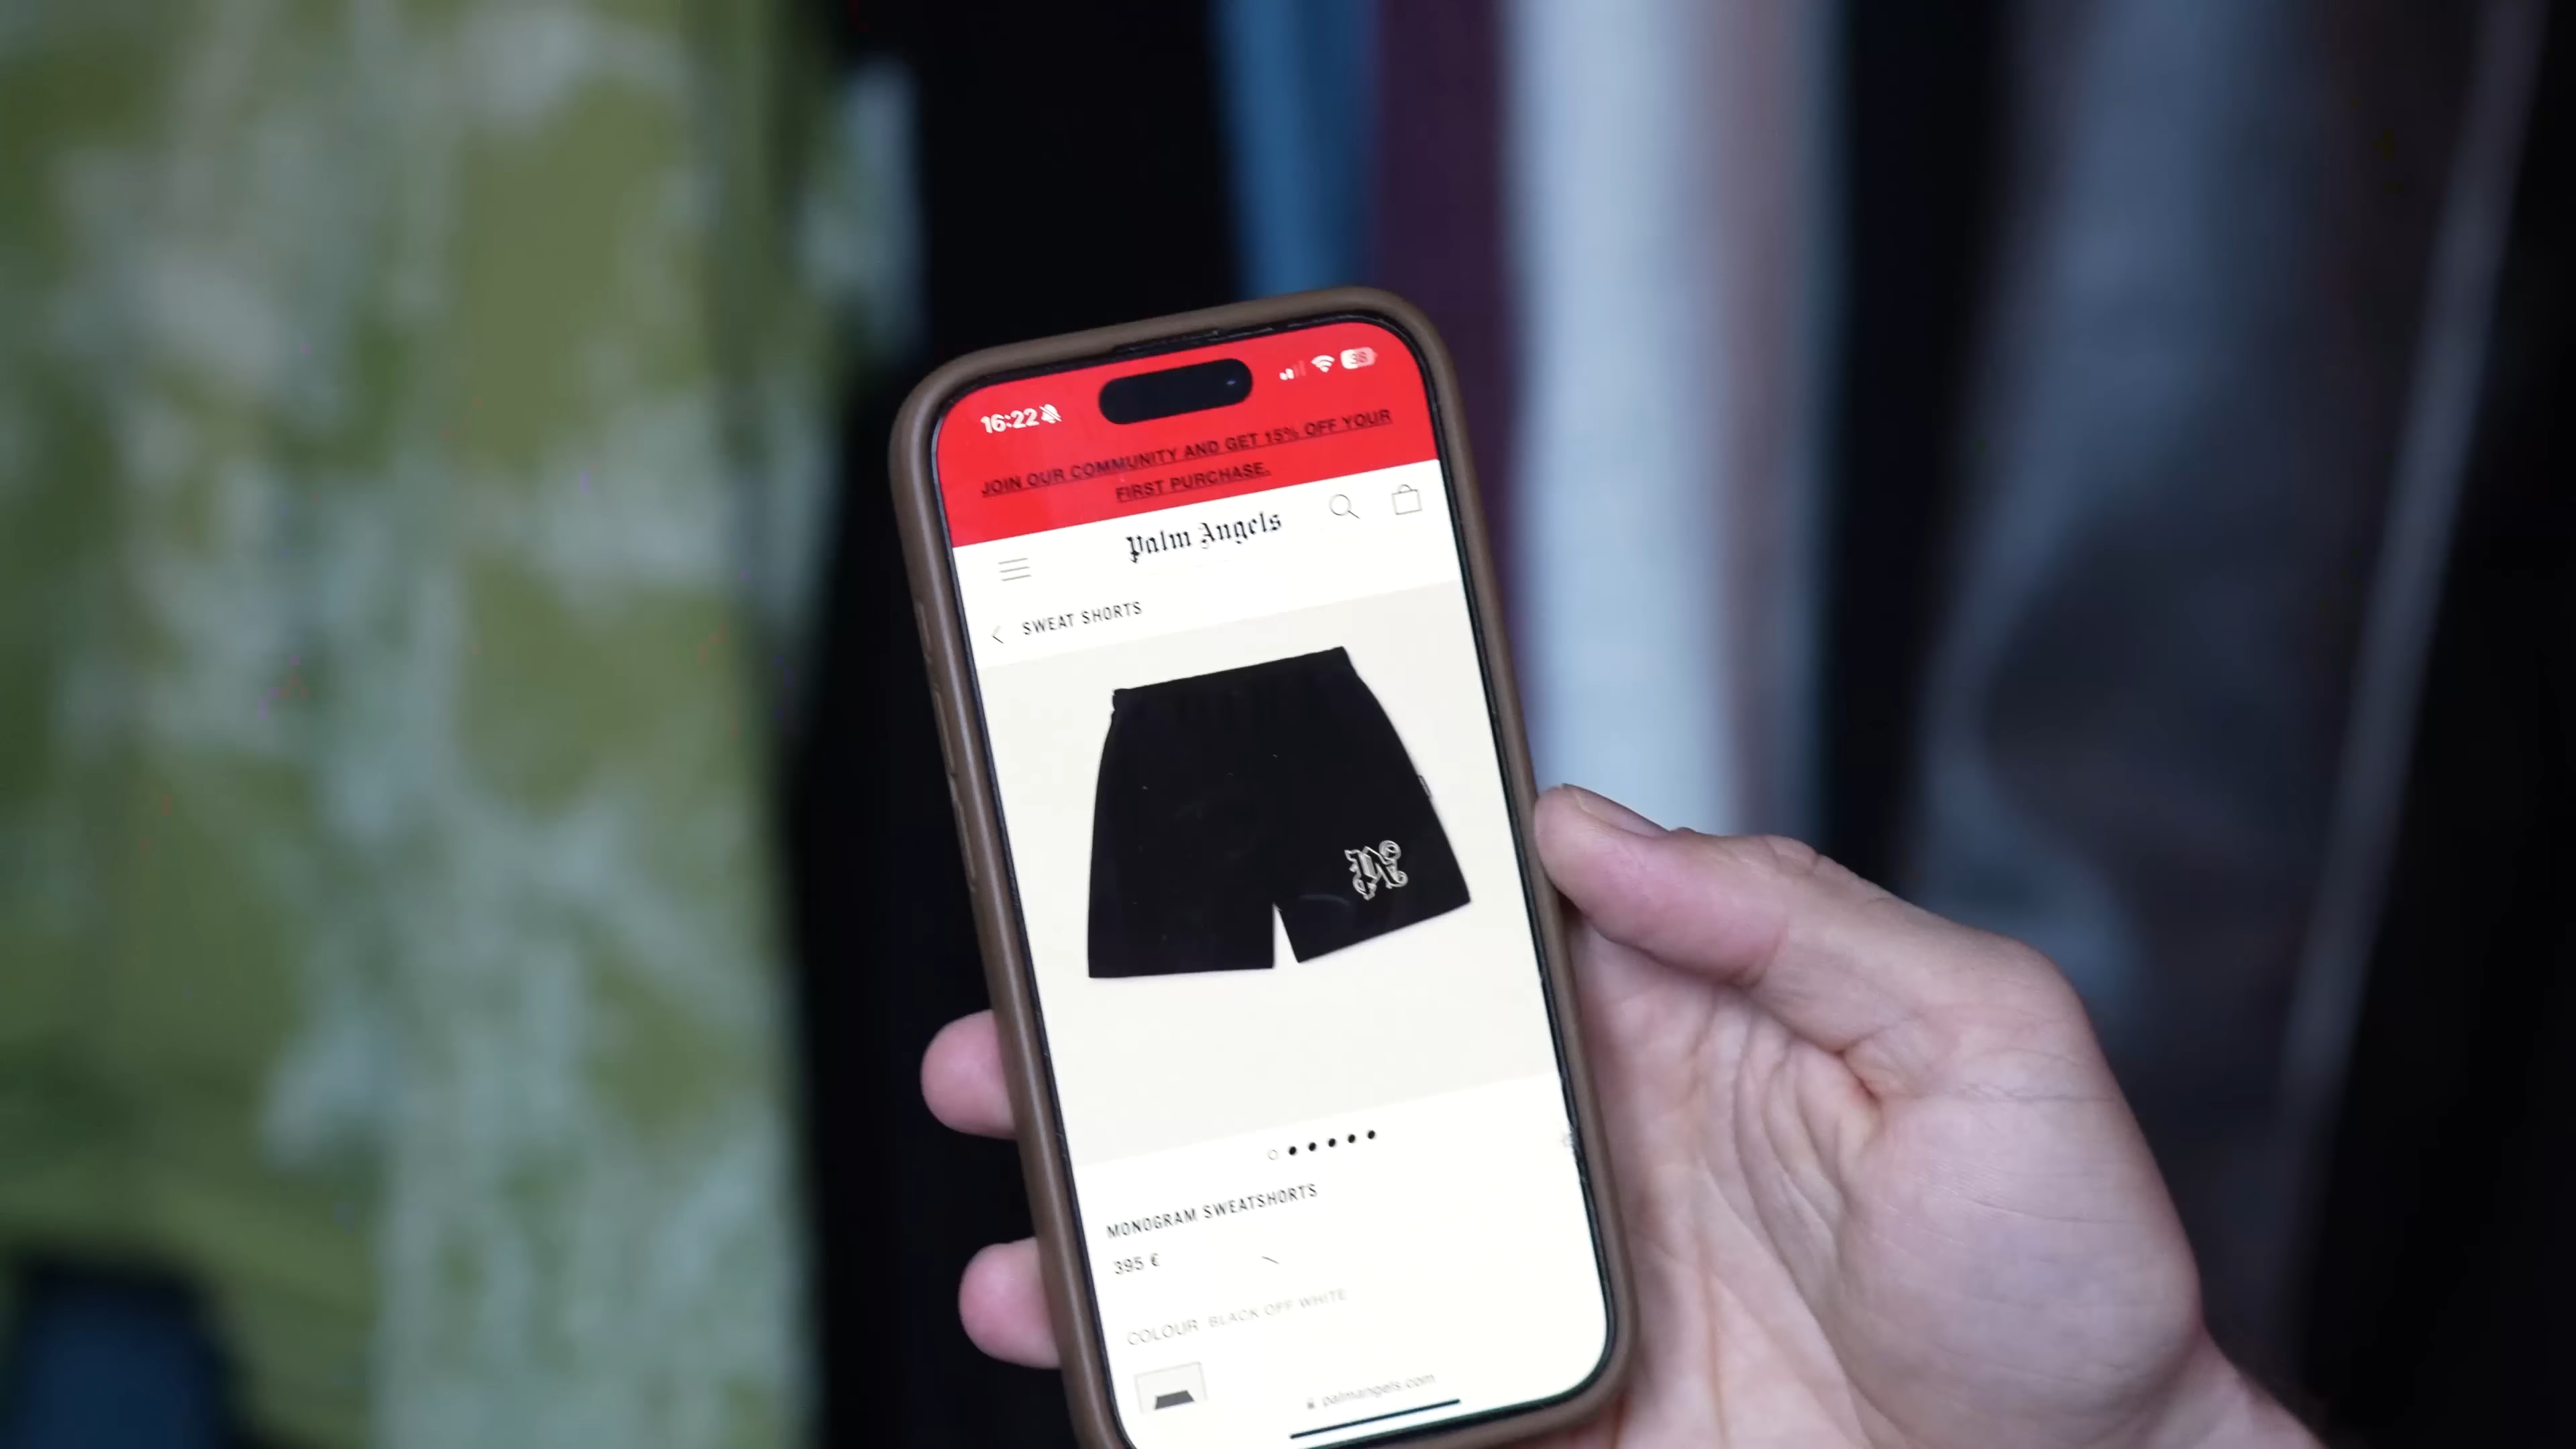 16:22
38
JOIN OUR COMMUNITY AND GET 15% OFF YOUR
FIRST PURCHASE.
Palm Angels
SWEAT SHORTS
MONOGRAM SWEATSHORTS
395 €
COLOUR BLACK OFF WHITE
palmangels.com